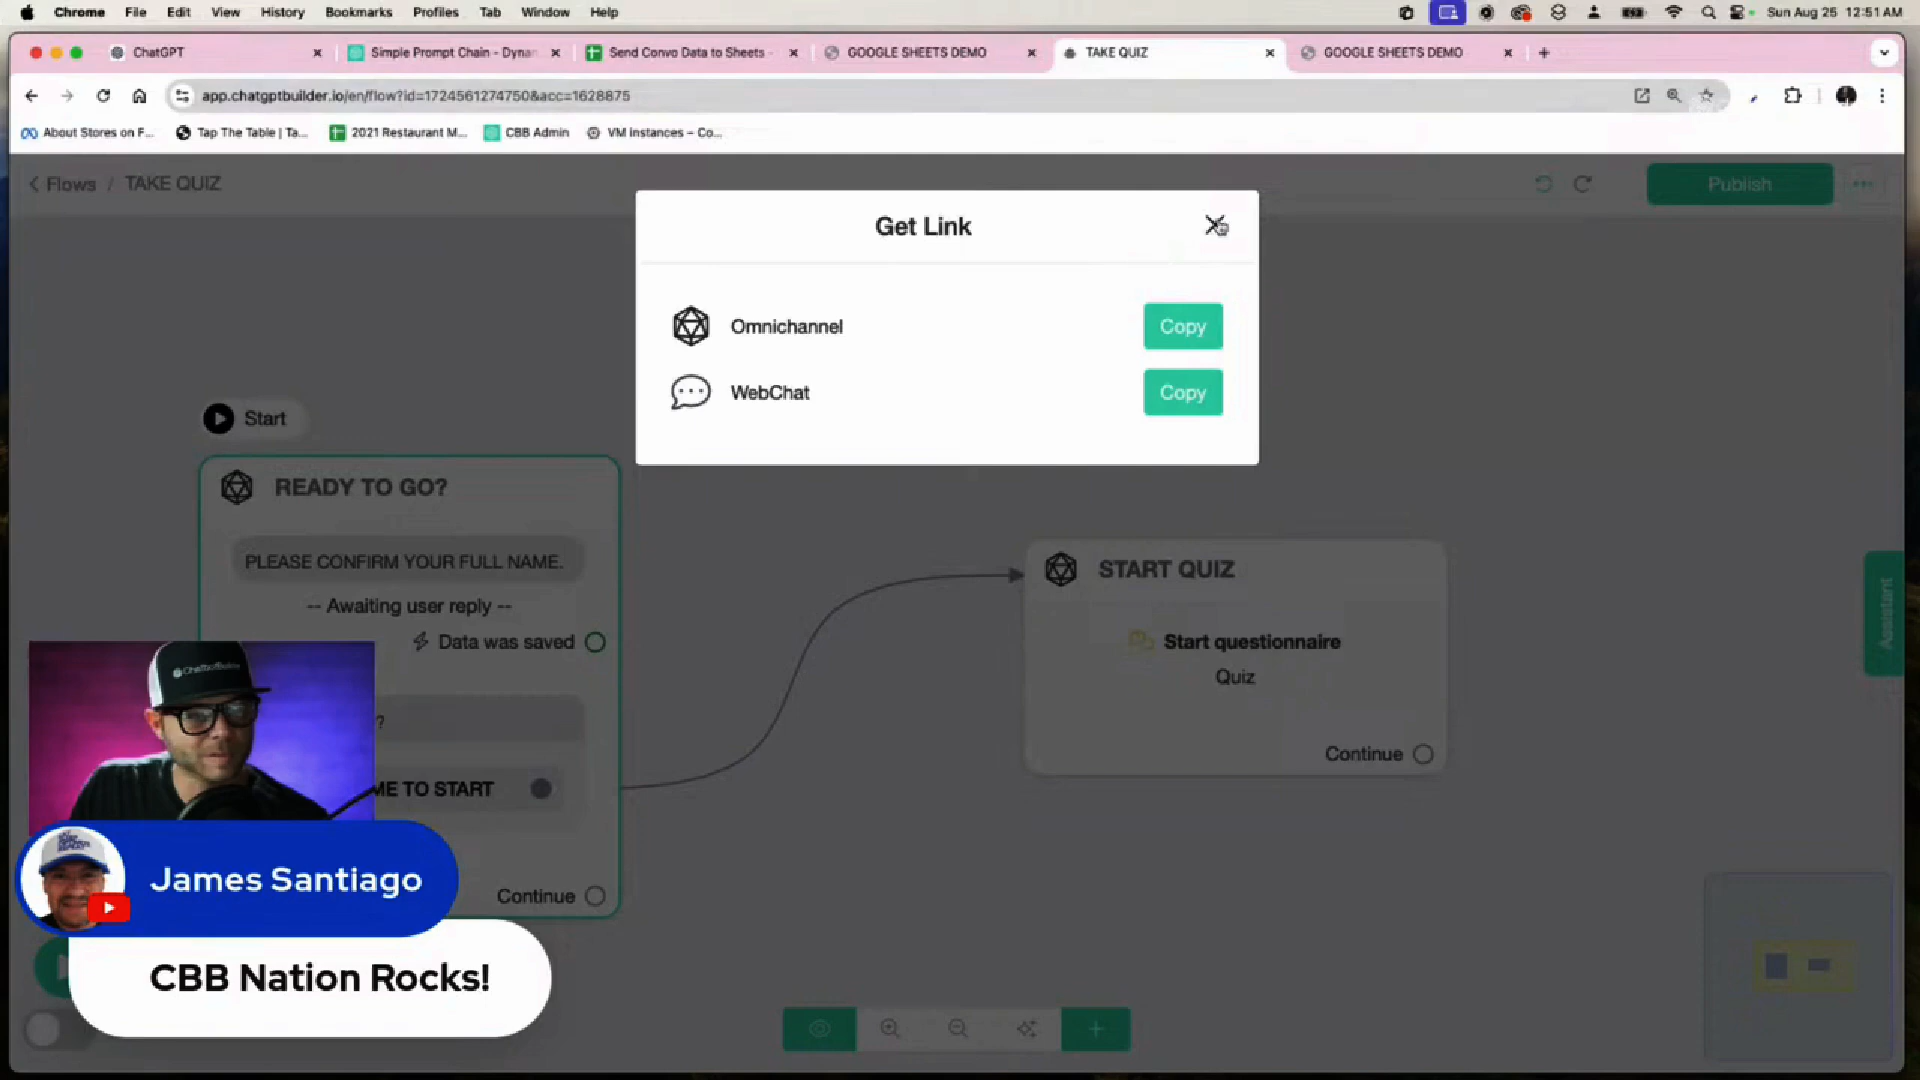 Chrome File Edit View History Bookmarks Profiles Tab Window Help Sun Aug 25 12:51 AM
ChatGPT Simple Prompt Chain - Dynan Send Convo Data to Sheets - GOOGLE SHEETS DEMO TAKE QUIZ GOOGLE SHEETS DEMO
app.chatgptbuilder.io/en/flow?id=1724561274750&acc=1628875
About Stores on F... Tap The Table | Ta... 2021 Restaurant M... CBB Admin VM instances – Co...
Flows / TAKE QUIZ
Publish
Get Link
Omnichannel Copy
WebChat Copy
Start
READY TO GO?
PLEASE CONFIRM YOUR FULL NAME.
-- Awaiting user reply --
Data was saved
?
ME TO START
Continue
START QUIZ
Start questionnaire
Quiz
Continue
Assistant
James Santiago
CBB Nation Rocks!